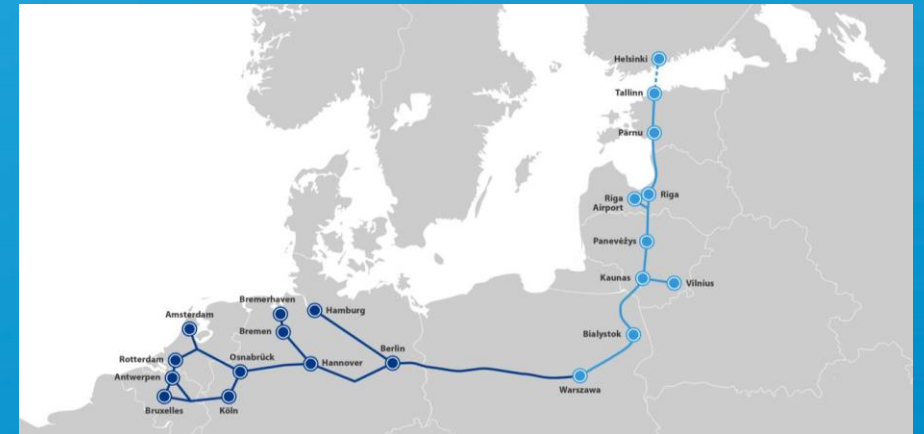 Helsinki
Tallinn
Pärnu
Riga
Riga
Airport
Panevėžys
Kaunas
Vilnius
Bialystok
Warszawa
Bremerhaven
Hamburg
Amsterdam
Bremen
Berlin
Rotterdam
Osnabrück
Hannover
Antwerpen
Bruxelles
Köln